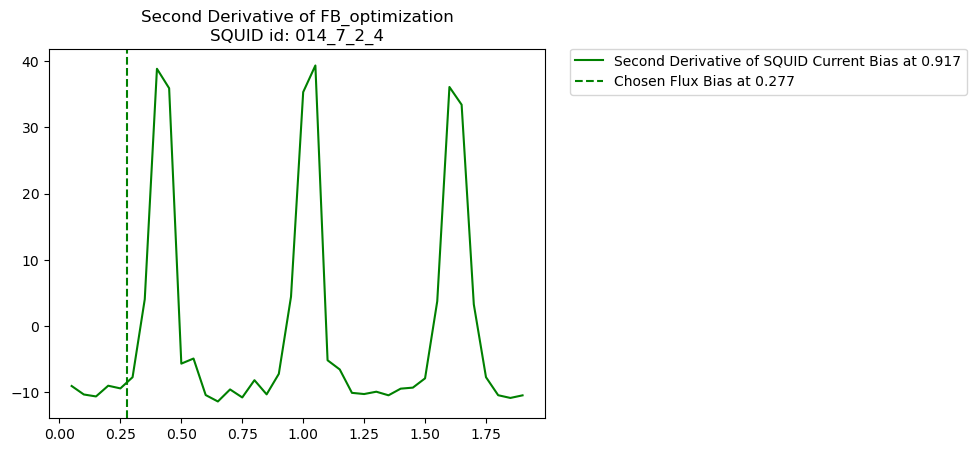 Second Derivative of FB_optimization
SQUID id: 014_7_2_4
Second Derivative of SQUID Current Bias at 0.917
Chosen Flux Bias at 0.277
40
30
20
10
0
−10
0.00 0.25 0.50 0.75 1.00 1.25 1.50 1.75